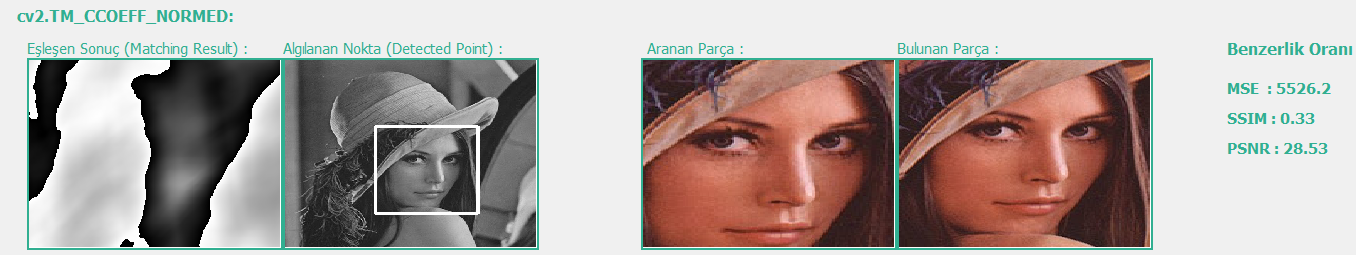 cv2.TM_CCOEFF_NORMED:
Eşleşen Sonuç (Matching Result) :
Algılanan Nokta (Detected Point) :
Aranan Parça :
Bulunan Parça :
Benzerlik Oranı
MSE : 5526.2
SSIM : 0.33
PSNR : 28.53